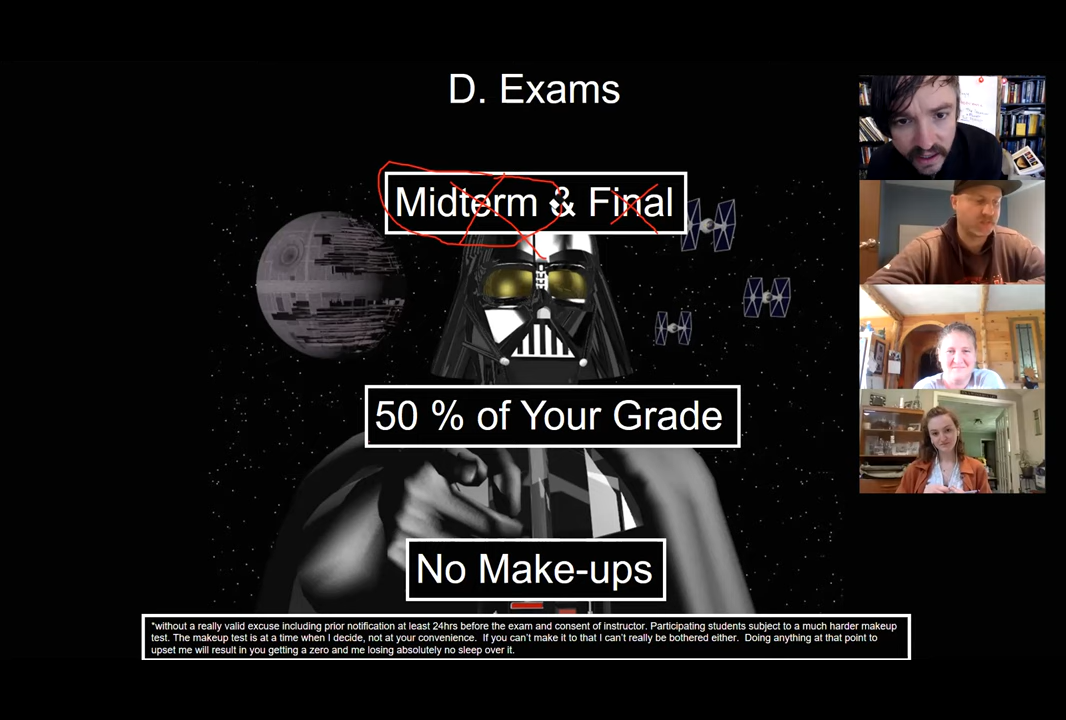 D. Exams
Midterm & Final
50 % of Your Grade
No Make-ups
*without a really valid excuse including prior notification at least 24hrs before the exam and consent of instructor. Participating students subject to a much harder makeup
test. The makeup test is at a time when I decide, not at your convenience. If you can't make it to that I can't really be bothered either. Doing anything at that point to
upset me will result in you getting a zero and me losing absolutely no sleep over it.